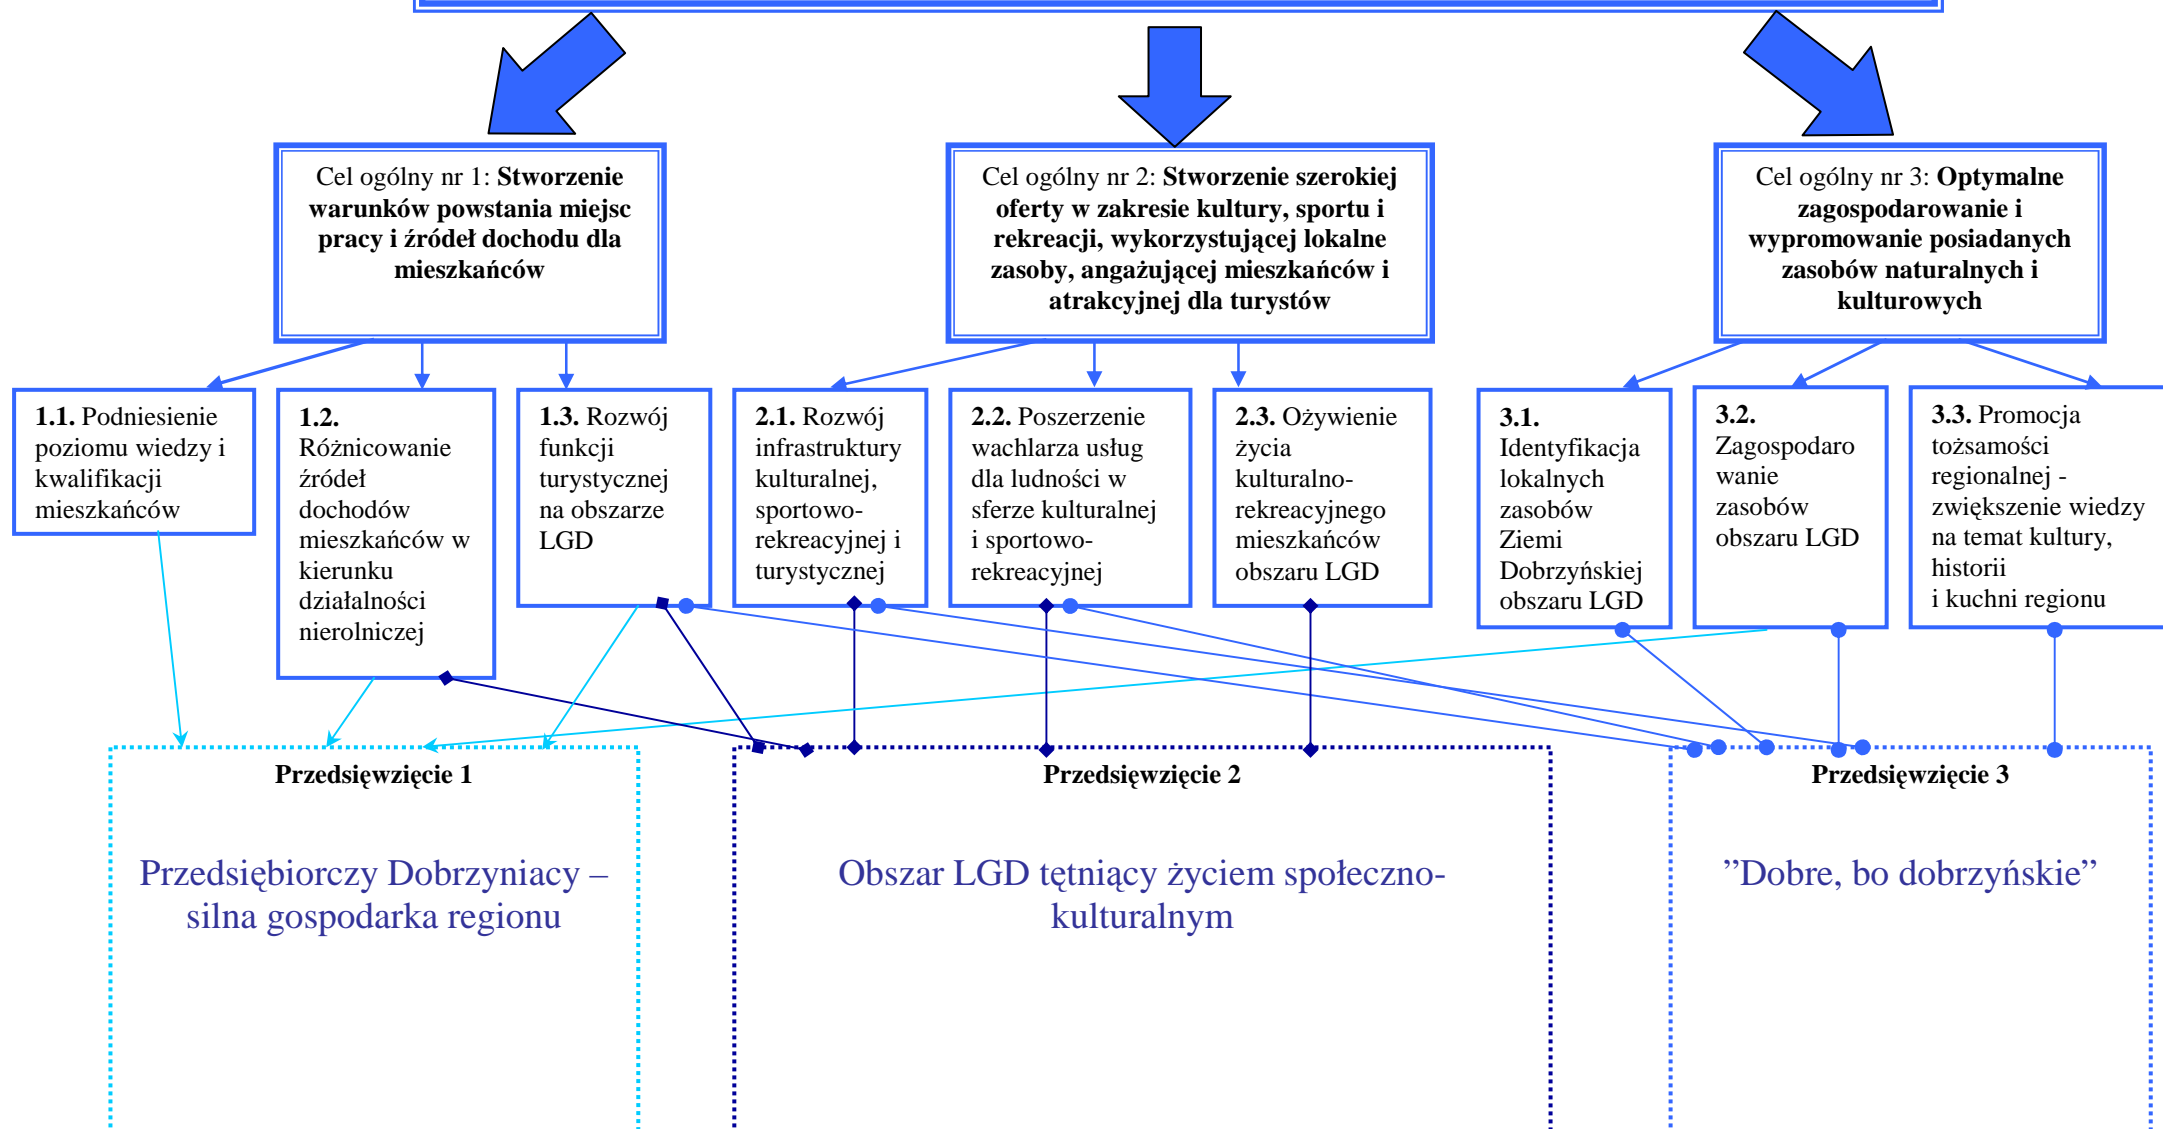 Cel ogólny nr 1: Stworzenie
warunków powstania miejsc
pracy i źródeł dochodu dla
mieszkańców
Cel ogólny nr 2: Stworzenie szerokiej
oferty w zakresie kultury, sportu i
rekreacji, wykorzystującej lokalne
zasoby, angażującej mieszkańców i
atrakcyjnej dla turystów
Cel ogólny nr 3: Optymalne
zagospodarowanie i
wypromowanie posiadanych
zasobów naturalnych i
kulturowych
1.1. Podniesienie
poziomu wiedzy i
kwalifikacji
mieszkańców
1.2.
Różnicowanie
źródeł
dochodów
mieszkańców w
kierunku
działalności
nierolniczej
1.3. Rozwój
funkcji
turystycznej
na obszarze
LGD
2.1. Rozwój
infrastruktury
kulturalnej,
sportowo-
rekreacyjnej i
turystycznej
2.2. Poszerzenie
wachlarza usług
dla ludności w
sferze kulturalnej
i sportowo-
rekreacyjnej
2.3. Ożywienie
życia
kulturalno-
rekreacyjnego
mieszkańców
obszaru LGD
3.1.
Identyfikacja
lokalnych
zasobów
Ziemi
Dobrzyńskiej
obszaru LGD
3.2.
Zagospodaro
wanie
zasobów
obszaru LGD
3.3. Promocja
tożsamości
regionalnej -
zwiększenie wiedzy
na temat kultury,
historii
i kuchni regionu
Przedsięwzięcie 1
Przedsiębiorczy Dobrzyniacy –
silna gospodarka regionu
Przedsięwzięcie 2
Obszar LGD tętniący życiem społeczno-
kulturalnym
Przedsięwzięcie 3
”Dobre, bo dobrzyńskie”